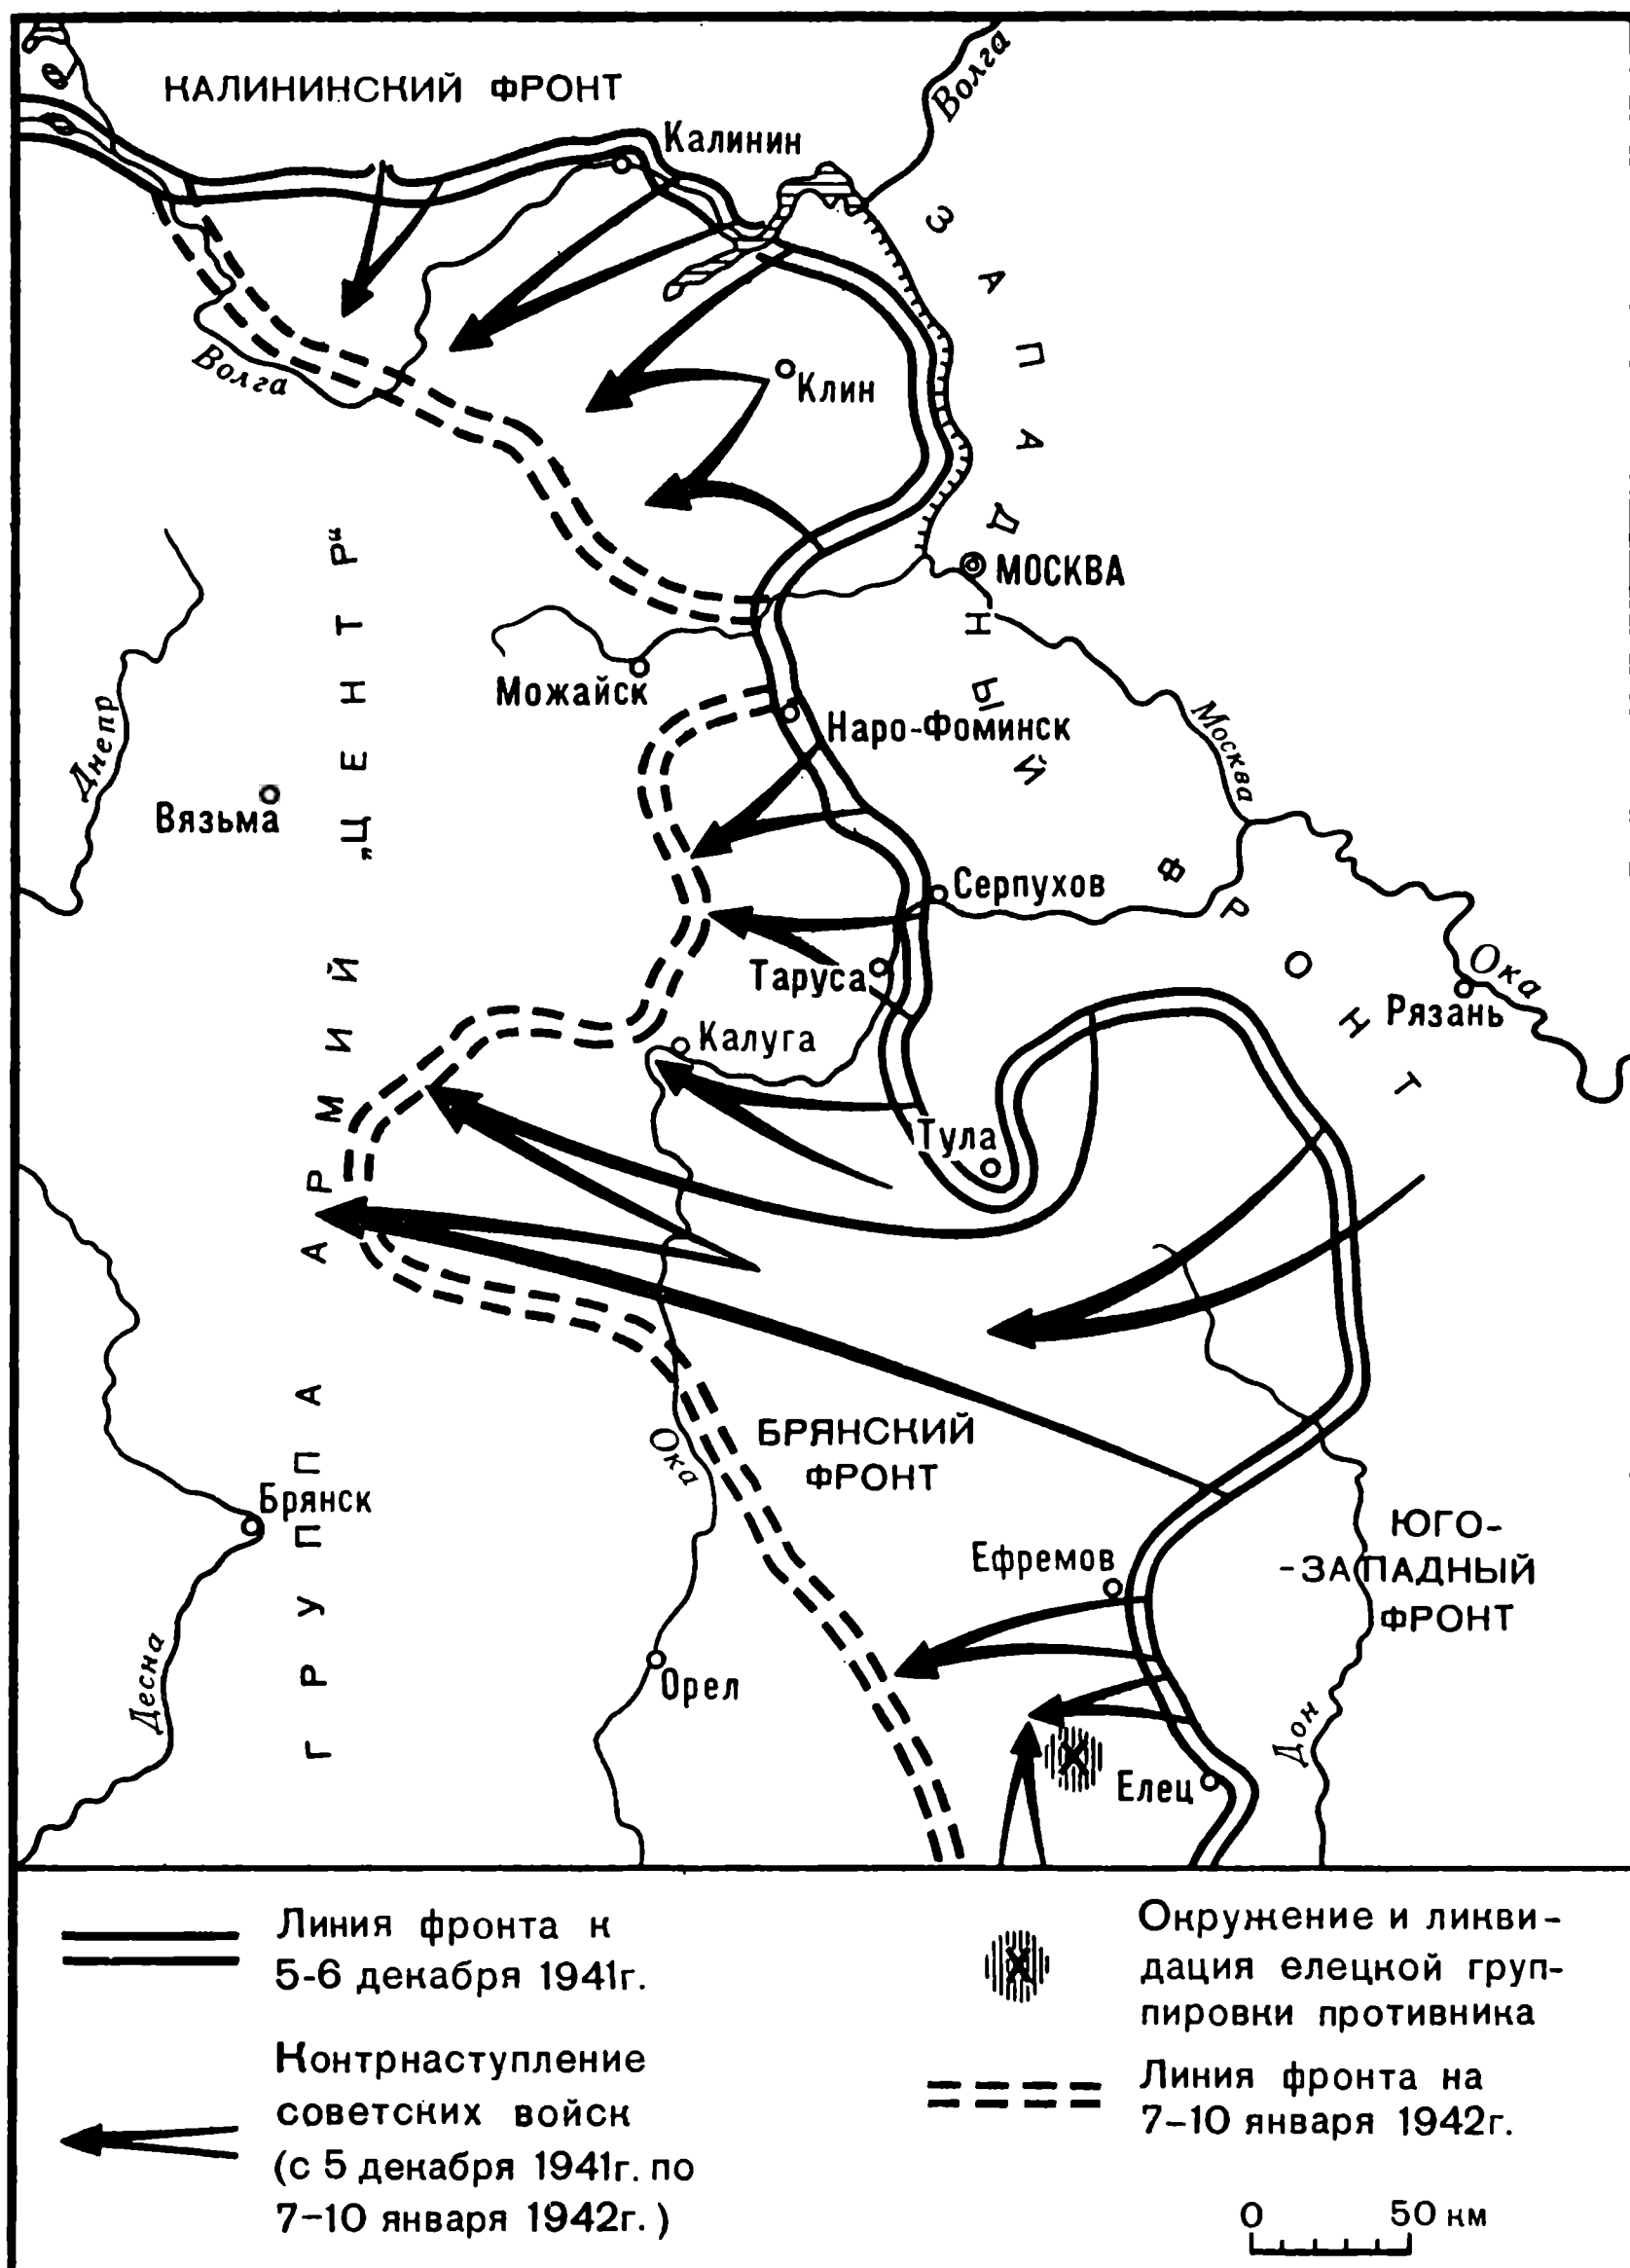 КАЛИНИНСКИЙ ФРОНТ
Волга
Калинин
ЗАПАДНЫЙ ФРОНТ
Волга
Клин
МОСКВА
Можайск
Наро-Фоминск
Москва
Днепр
Вязьма
ГРУППА АРМИЙ „ЦЕНТР“
Серпухов
Таруса
Ока
Рязань
Калуга
Тула
БРЯНСКИЙ
ФРОНТ
Ока
Брянск
ЮГО-
-ЗАПАДНЫЙ
ФРОНТ
Ефремов
Десна
Орел
Дон
Елец
Линия фронта к
5-6 декабря 1941г.
Контрнаступление
советских войск
(с 5 декабря 1941г. по
7-10 января 1942г.)
Окружение и ликви-
дация елецкой груп-
пировки противника
Линия фронта на
7-10 января 1942г.
0 50 км